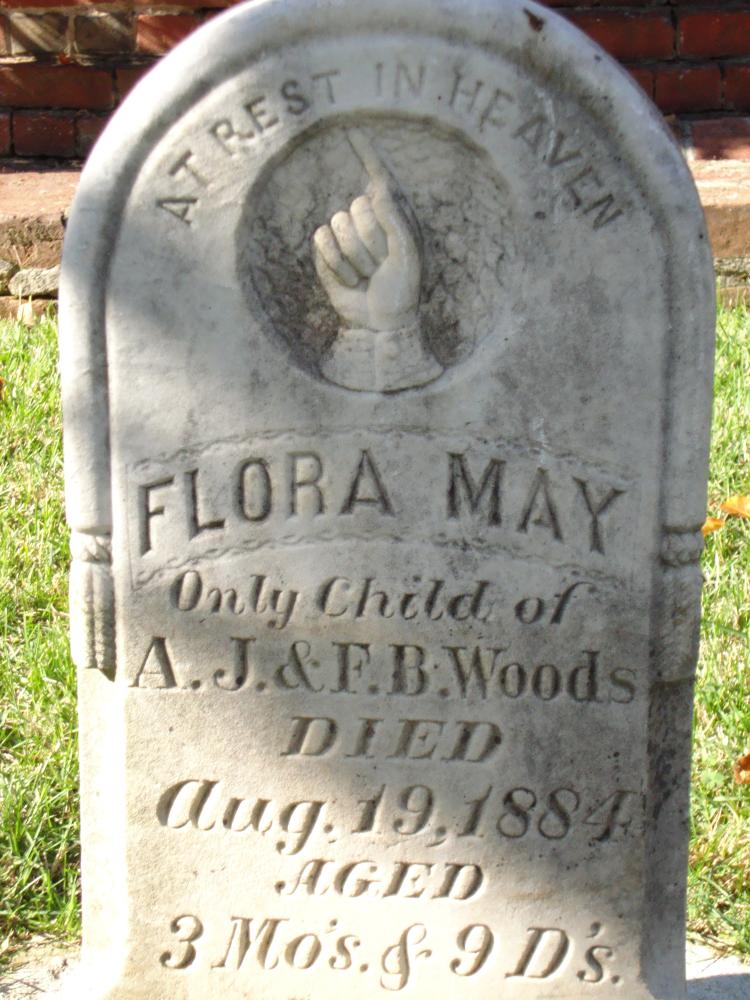 AT REST IN HEAVEN
FLORA MAY
Only Child of
A. J. & F. B. Woods
DIED
Aug. 19, 1884
AGED
3 Mo's. & 9 D's.